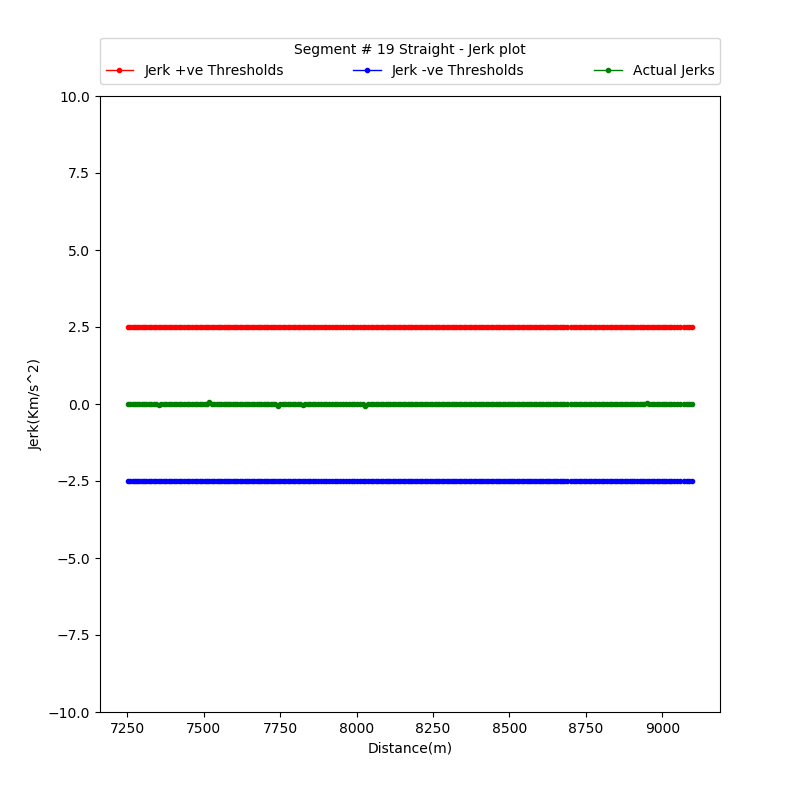 Segment # 19 Straight - Jerk plot
Jerk +ve Thresholds Jerk -ve Thresholds Actual Jerks
10.0
7.5
5.0
2.5
0.0
−2.5
−5.0
−7.5
−10.0
Jerk(Km/s^2)
7250 7500 7750 8000 8250 8500 8750 9000
Distance(m)